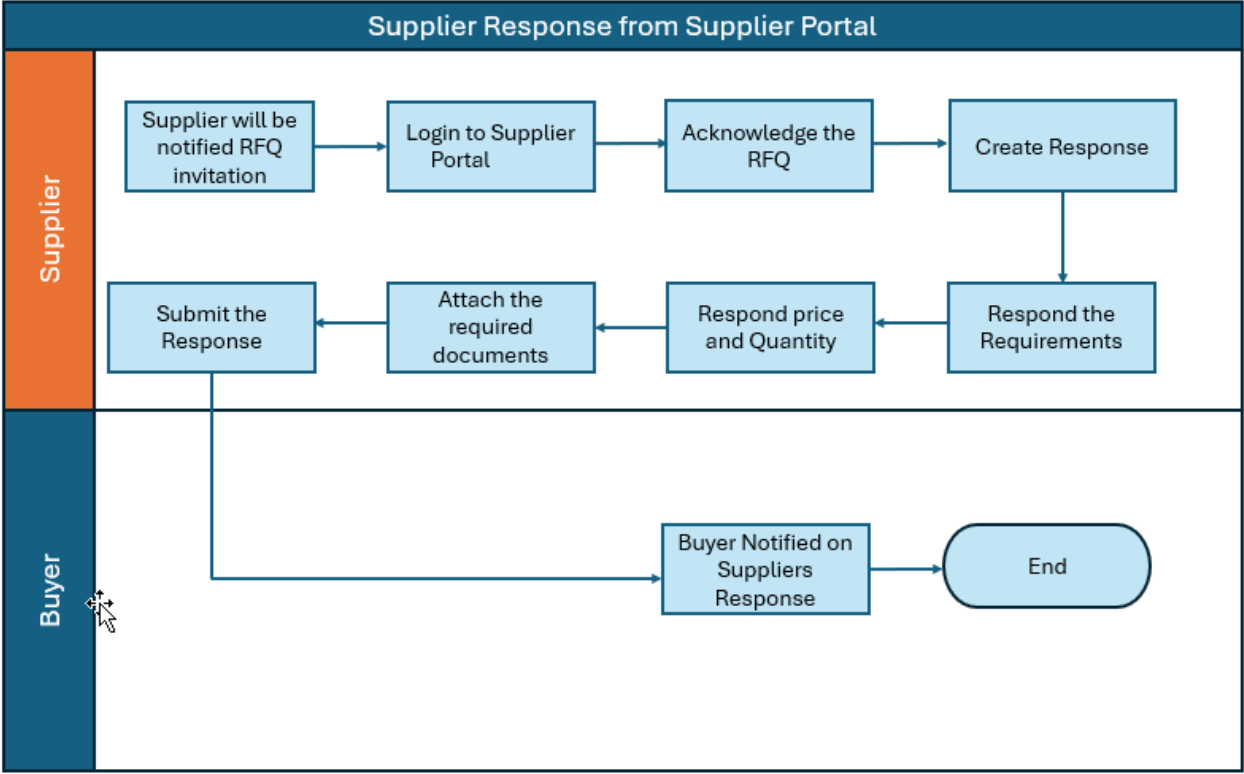 Supplier Response from Supplier Portal
Supplier
Supplier will be
notified RFQ
invitation
Login to Supplier
Portal
Acknowledge the
RFQ
Create Response
Submit the
Response
Attach the
required
documents
Respond price
and Quantity
Respond the
Requirements
Buyer
Buyer Notified on
Suppliers
Response
End